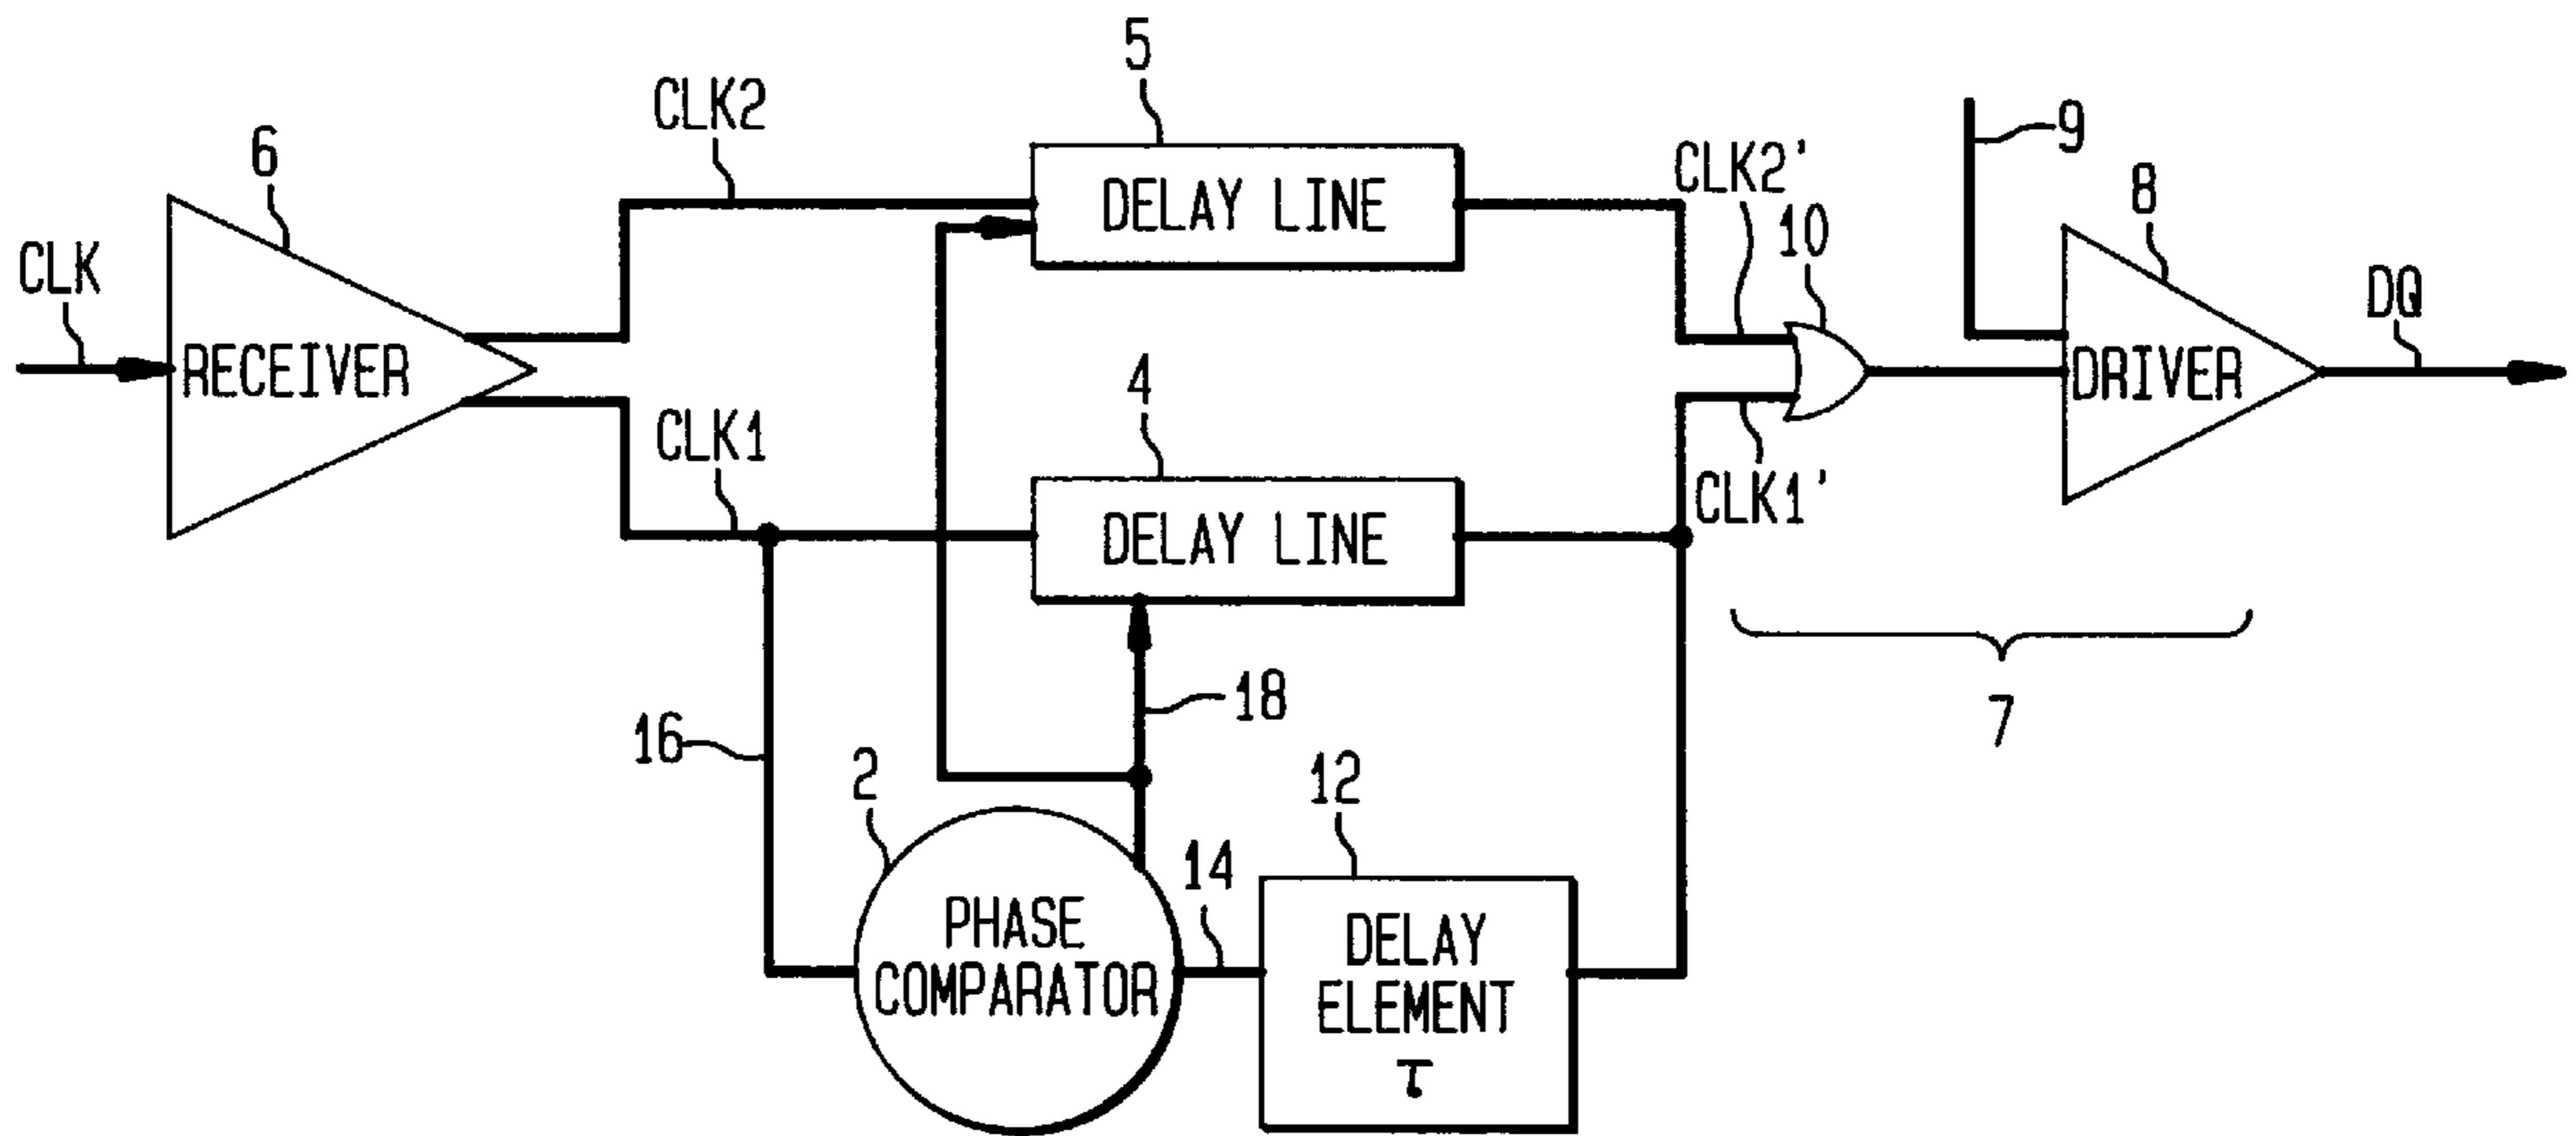 5
CLK2
6
9
DELAY LINE
CLK2'
10
8
CLK
DQ
RECEIVER
DRIVER
4
CLK1
CLK1'
DELAY LINE
18
16
7
2
12
14
PHASE
COMPARATOR
DELAY
ELEMENT
τ